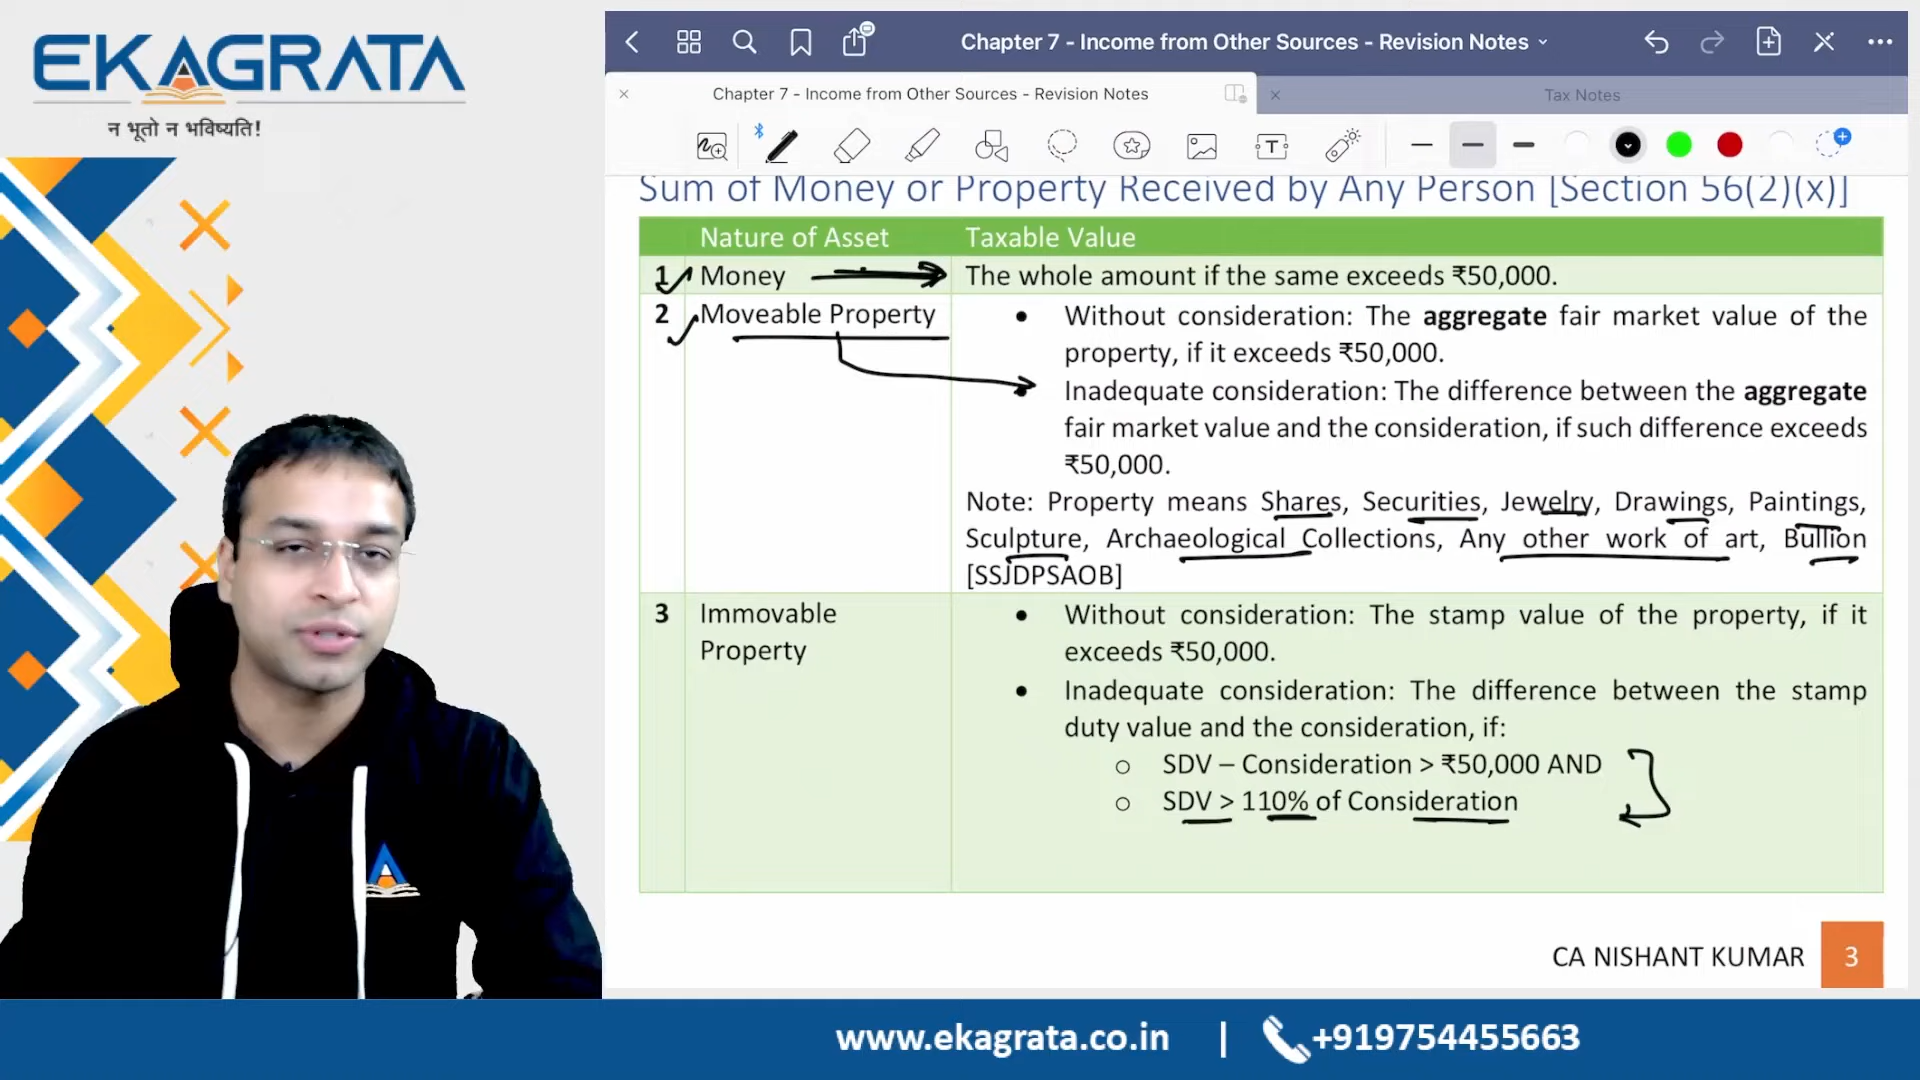 EKAGRATA
न भूतो न भविष्यति!
Chapter 7 - Income from Other Sources - Revision Notes
Chapter 7 - Income from Other Sources - Revision Notes
Tax Notes
Sum of Money or Property Received by Any Person [Section 56(2)(x)]
Nature of Asset Taxable Value
1 Money The whole amount if the same exceeds ₹50,000.
2 Moveable Property • Without consideration: The aggregate fair market value of the
property, if it exceeds ₹50,000.
• Inadequate consideration: The difference between the aggregate
fair market value and the consideration, if such difference exceeds
₹50,000.
Note: Property means Shares, Securities, Jewelry, Drawings, Paintings,
Sculpture, Archaeological Collections, Any other work of art, Bullion
[SSJDPSAOB]
3 Immovable
Property
• Without consideration: The stamp value of the property, if it
exceeds ₹50,000.
• Inadequate consideration: The difference between the stamp
duty value and the consideration, if:
o SDV – Consideration > ₹50,000 AND
o SDV > 110% of Consideration
CA NISHANT KUMAR 3
www.ekagrata.co.in | +919754455663